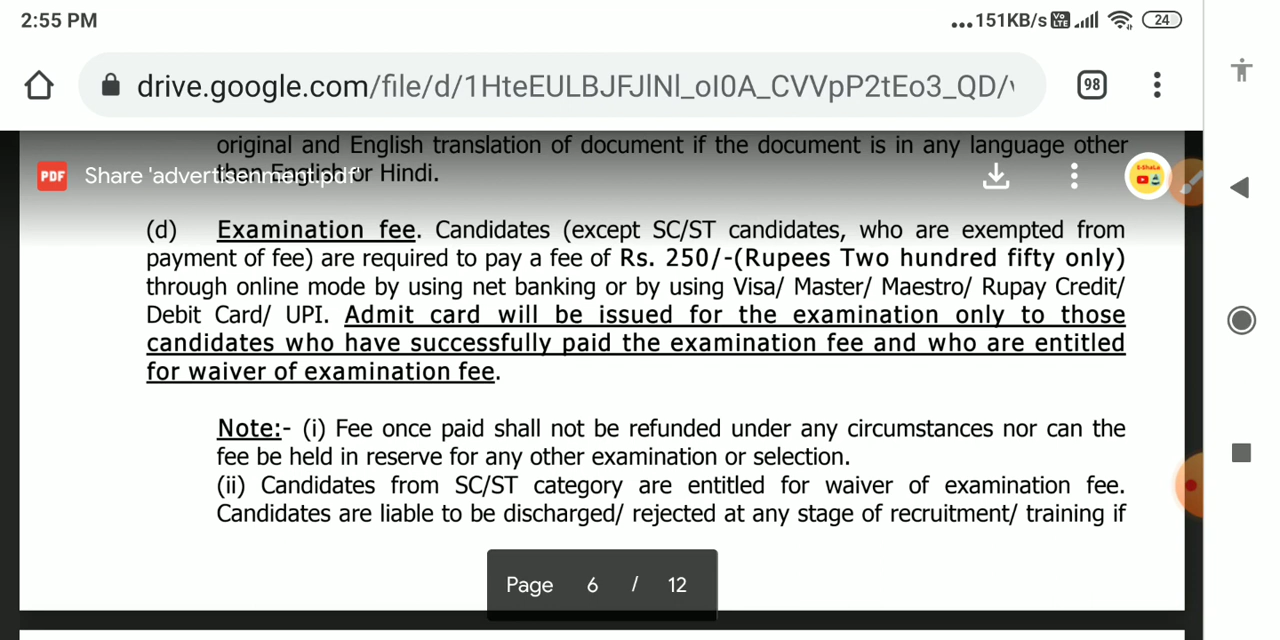 2:55 PM
...151KB/s Vo LTE 24
drive.google.com/file/d/1HteEULBJFJlNl_oI0A_CVVpP2tEo3_QD/
98
original and English translation of document if the document is in any language other
than English or Hindi.
PDF Share 'advertisenment.pdf'
S-ShaLa
(d) Examination fee. Candidates (except SC/ST candidates, who are exempted from
payment of fee) are required to pay a fee of Rs. 250/-(Rupees Two hundred fifty only)
through online mode by using net banking or by using Visa/ Master/ Maestro/ Rupay Credit/
Debit Card/ UPI. Admit card will be issued for the examination only to those
candidates who have successfully paid the examination fee and who are entitled
for waiver of examination fee.
Note:- (i) Fee once paid shall not be refunded under any circumstances nor can the
fee be held in reserve for any other examination or selection.
(ii) Candidates from SC/ST category are entitled for waiver of examination fee.
Candidates are liable to be discharged/ rejected at any stage of recruitment/ training if
Page 6 / 12